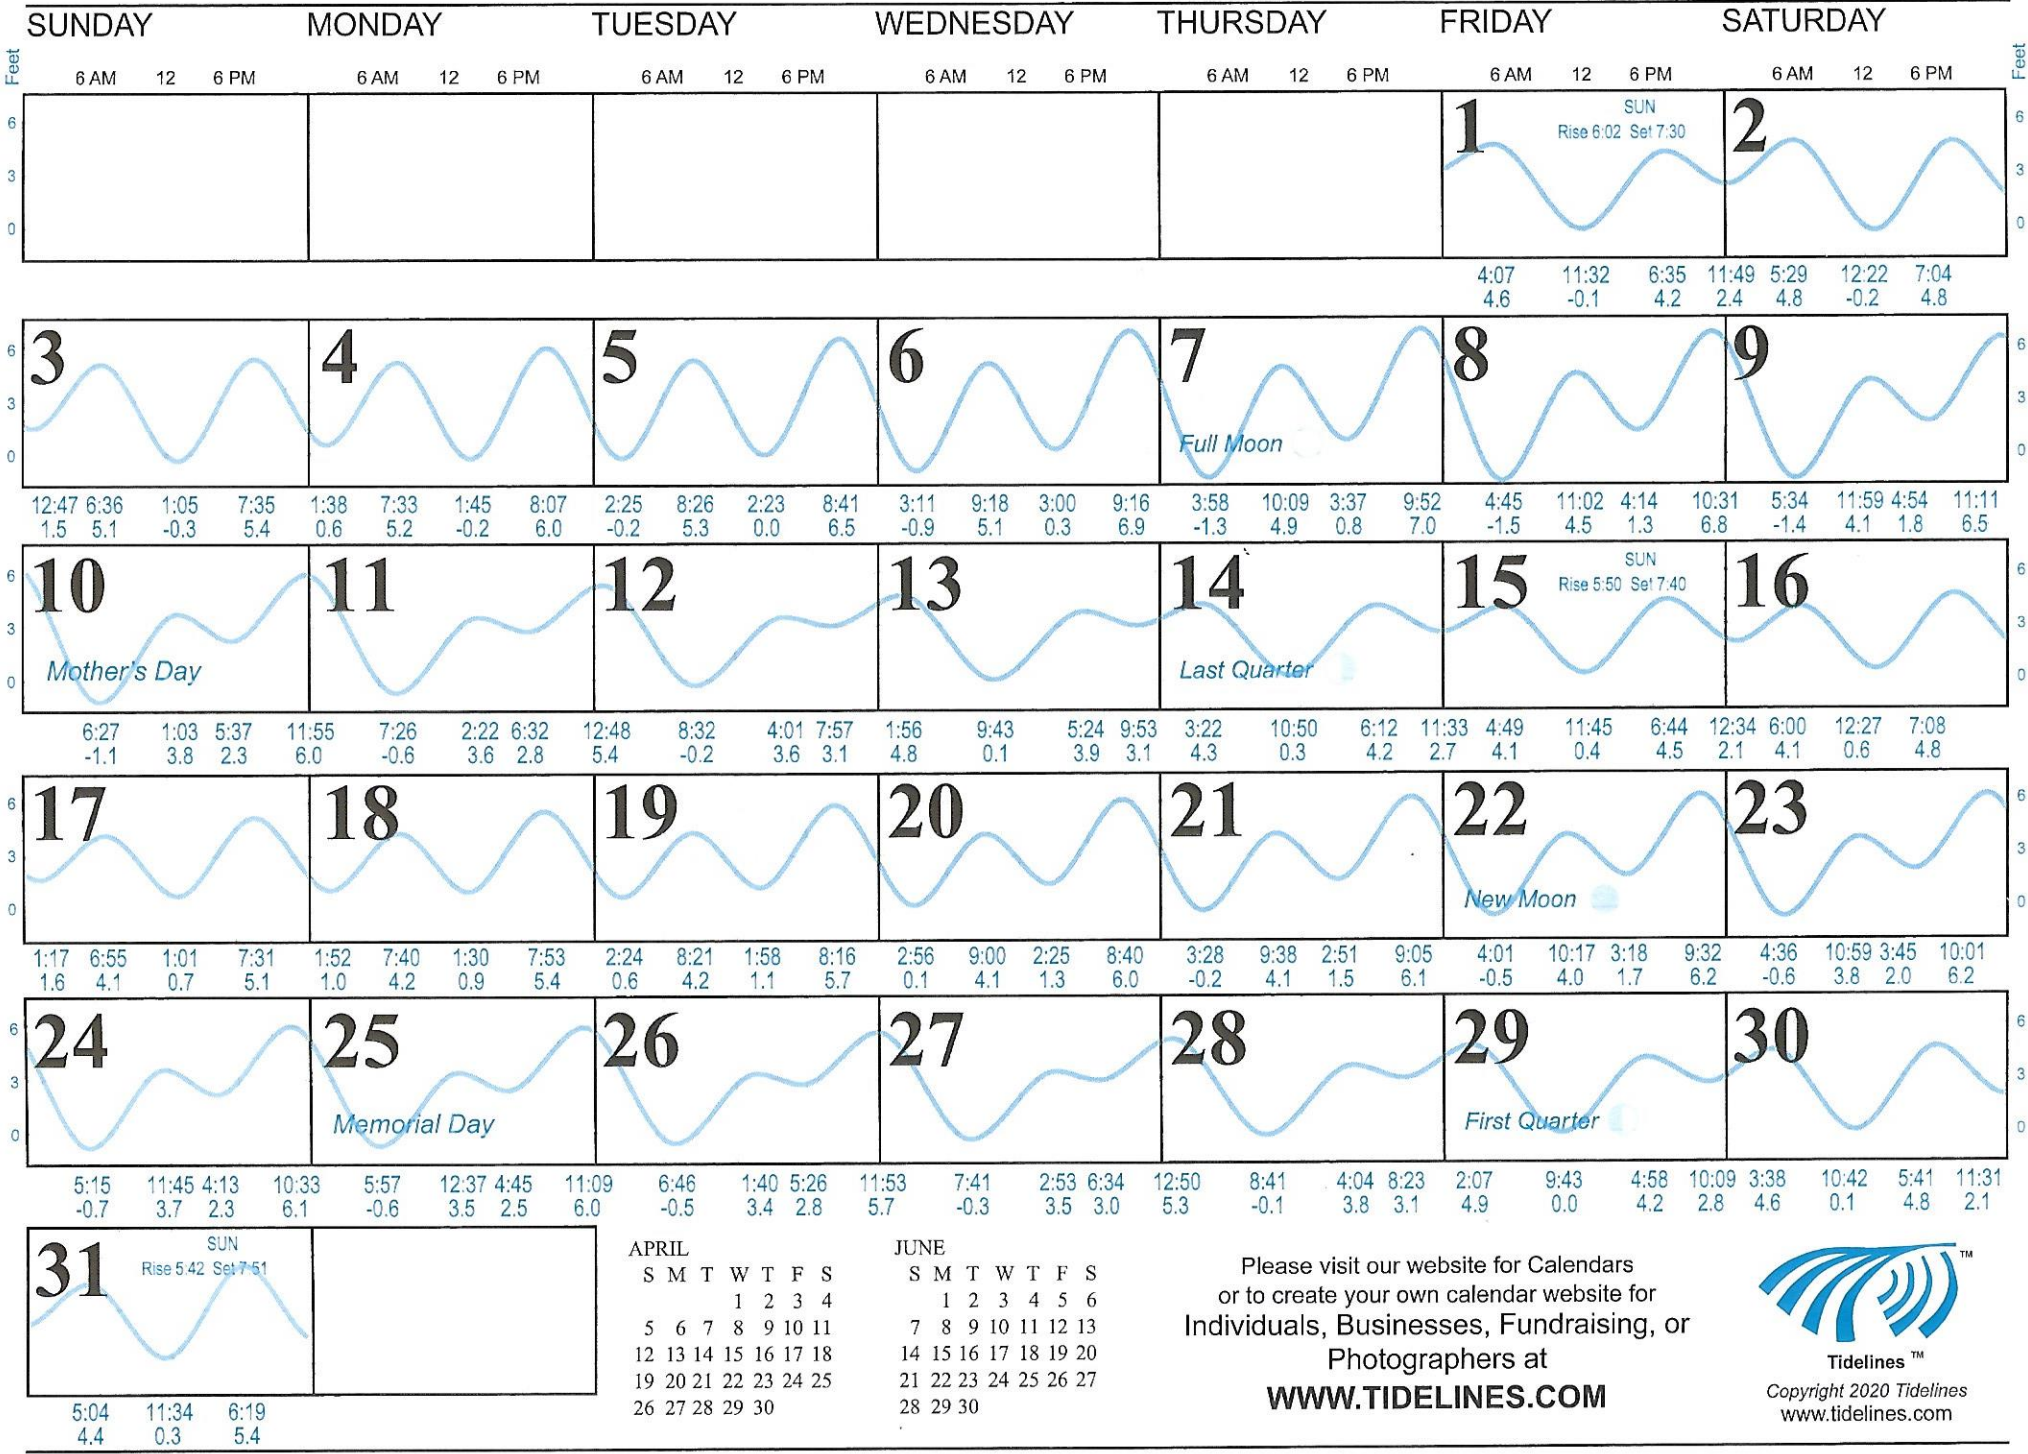 SUNDAY MONDAY TUESDAY WEDNESDAY THURSDAY FRIDAY SATURDAY
Feet 6 AM 12 6 PM 6 AM 12 6 PM 6 AM 12 6 PM 6 AM 12 6 PM 6 AM 12 6 PM 6 AM 12 6 PM 6 AM 12 6 PM Feet
1 SUN 2
Rise 6:02 Set 7:30
6 6
3 3
0 0
4:07 11:32 6:35 11:49 5:29 12:22 7:04
4.6 -0.1 4.2 2.4 4.8 -0.2 4.8
3 4 5 6 7 8 9
6 6
3 3
Full Moon
0 0
12:47 6:36 1:05 7:35 1:38 7:33 1:45 8:07 2:25 8:26 2:23 8:41 3:11 9:18 3:00 9:16 3:58 10:09 3:37 9:52 4:45 11:02 4:14 10:31 5:34 11:59 4:54 11:11
1.5 5.1 -0.3 5.4 0.6 5.2 -0.2 6.0 -0.2 5.3 0.0 6.5 -0.9 5.1 0.3 6.9 -1.3 4.9 0.8 7.0 -1.5 4.5 1.3 6.8 -1.4 4.1 1.8 6.5
10 11 12 13 14 15 SUN 16
Rise 5:50 Set 7:40
6 6
3 3
Mother's Day Last Quarter
0 0
6:27 1:03 5:37 11:55 7:26 2:22 6:32 12:48 8:32 4:01 7:57 1:56 9:43 5:24 9:53 3:22 10:50 6:12 11:33 4:49 11:45 6:44 12:34 6:00 12:27 7:08
-1.1 3.8 2.3 6.0 -0.6 3.6 2.8 5.4 -0.2 3.6 3.1 4.8 0.1 3.9 3.1 4.3 0.3 4.2 2.7 4.1 0.4 4.5 2.1 4.1 0.6 4.8
17 18 19 20 21 22 23
6 6
3 3
New Moon
0 0
1:17 6:55 1:01 7:31 1:52 7:40 1:30 7:53 2:24 8:21 1:58 8:16 2:56 9:00 2:25 8:40 3:28 9:38 2:51 9:05 4:01 10:17 3:18 9:32 4:36 10:59 3:45 10:01
1.6 4.1 0.7 5.1 1.0 4.2 0.9 5.4 0.6 4.2 1.1 5.7 0.1 4.1 1.3 6.0 -0.2 4.1 1.5 6.1 -0.5 4.0 1.7 6.2 -0.6 3.8 2.0 6.2
24 25 26 27 28 29 30
6 6
3 3
Memorial Day First Quarter
0 0
5:15 11:45 4:13 10:33 5:57 12:37 4:45 11:09 6:46 1:40 5:26 11:53 7:41 2:53 6:34 12:50 8:41 4:04 8:23 2:07 9:43 4:58 10:09 3:38 10:42 5:41 11:31
-0.7 3.7 2.3 6.1 -0.6 3.5 2.5 6.0 -0.5 3.4 2.8 5.7 -0.3 3.5 3.0 5.3 -0.1 3.8 3.1 4.9 0.0 4.2 2.8 4.6 0.1 4.8 2.1
31 SUN
Rise 5:42 Set 7:51
5:04 11:34 6:19
4.4 0.3 5.4
APRIL
S M T W T F S
1 2 3 4
5 6 7 8 9 10 11
12 13 14 15 16 17 18
19 20 21 22 23 24 25
26 27 28 29 30
JUNE
S M T W T F S
1 2 3 4 5 6
7 8 9 10 11 12 13
14 15 16 17 18 19 20
21 22 23 24 25 26 27
28 29 30
Please visit our website for Calendars
or to create your own calendar website for
Individuals, Businesses, Fundraising, or
Photographers at
WWW.TIDELINES.COM
TM
Tidelines TM
Copyright 2020 Tidelines
www.tidelines.com